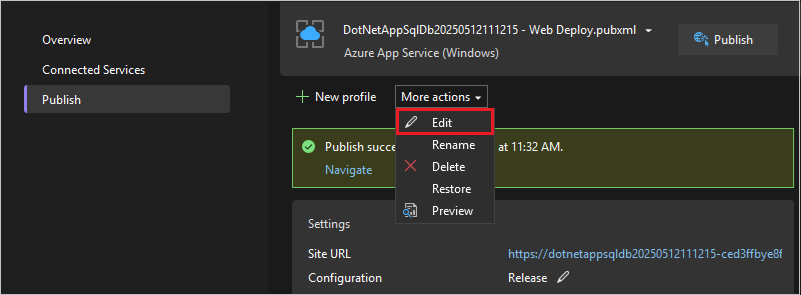 Overview
Connected Services
Publish
DotNetAppSqlDb20250512111215 - Web Deploy.pubxml
Azure App Service (Windows)
Publish
New profile
More actions
Edit
Rename
Delete
Restore
Preview
Publish succe at 11:32 AM.
Navigate
Settings
Site URL https://dotnetappsqldb20250512111215-ced3ffbye8f
Configuration Release